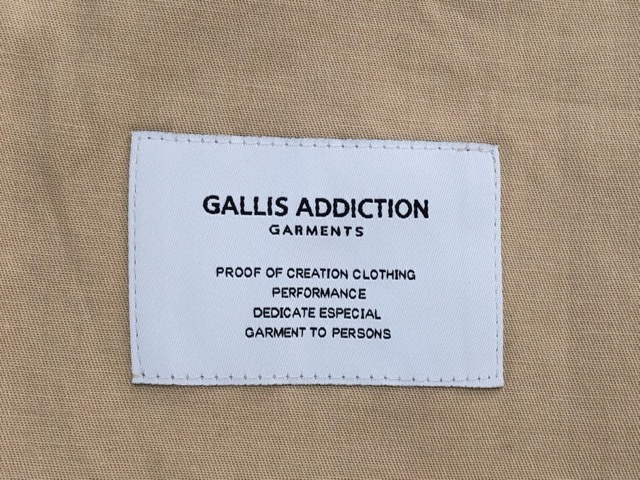 GALLIS ADDICTION
GARMENTS
PROOF OF CREATION CLOTHING
PERFORMANCE
DEDICATE ESPECIAL
GARMENT TO PERSONS